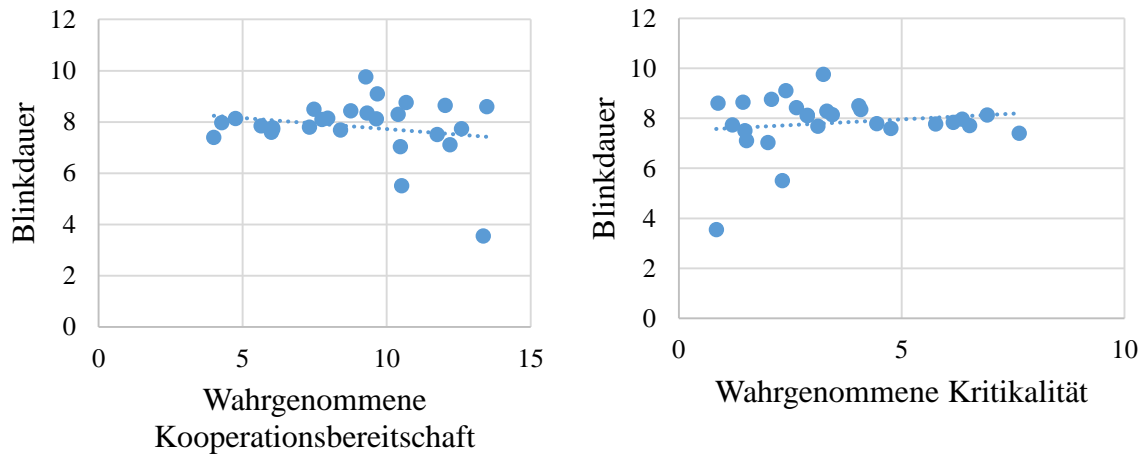 12
10
8
6
4
2
0
Blinkdauer
0 5 10 15
Wahrgenommene
Kooperationsbereitschaft
12
10
8
6
4
2
0
Blinkdauer
0 5 10
Wahrgenommene Kritikalität